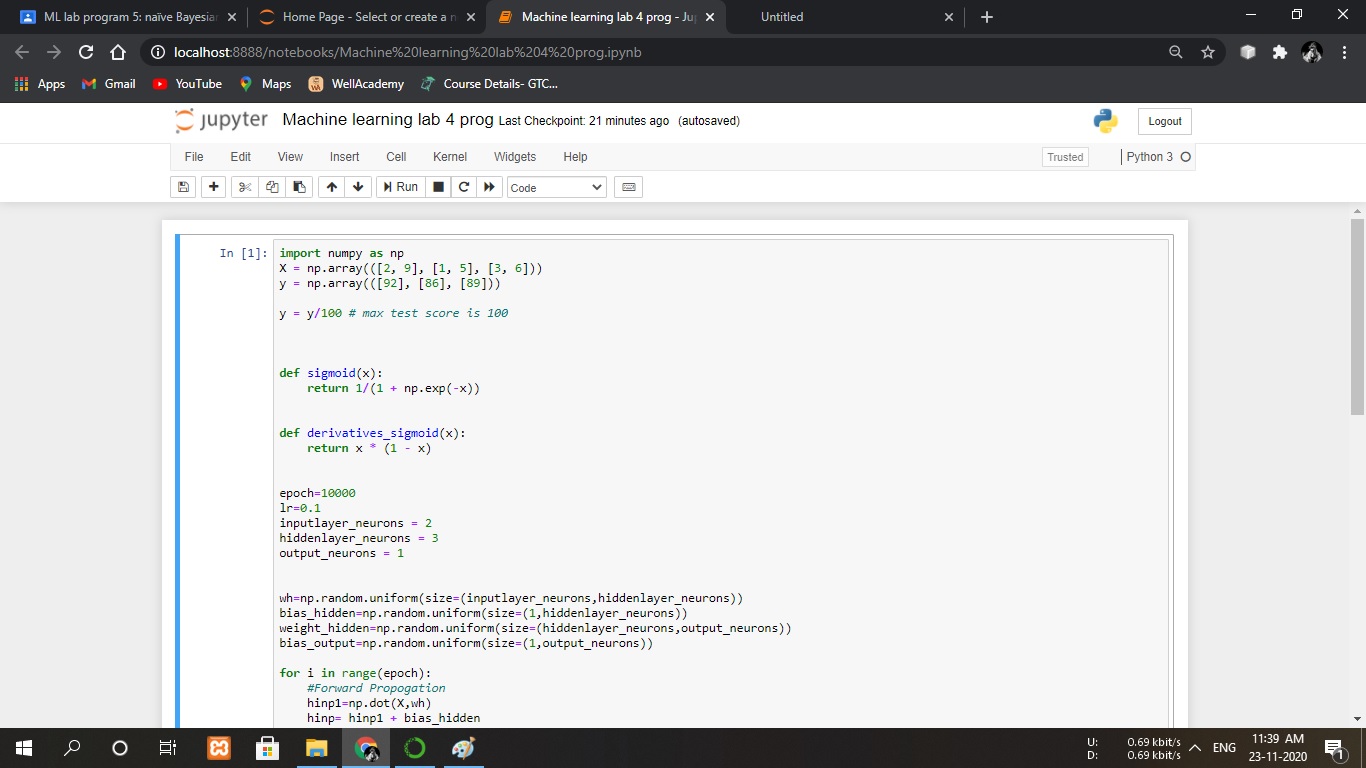 ML lab program 5: naïve Bayesian
Home Page - Select or create a n
Machine learning lab 4 prog - Ju
Untitled
localhost:8888/notebooks/Machine%20learning%20lab%204%20prog.ipynb
Apps Gmail YouTube Maps WellAcademy Course Details- GTC...
jupyter Machine learning lab 4 prog Last Checkpoint: 21 minutes ago (autosaved)
Logout
File Edit View Insert Cell Kernel Widgets Help
Trusted Python 3
Run Code
In [1]: import numpy as np
X = np.array(([2, 9], [1, 5], [3, 6]))
y = np.array(([92], [86], [89]))
y = y/100 # max test score is 100
def sigmoid(x):
return 1/(1 + np.exp(-x))
def derivatives_sigmoid(x):
return x * (1 - x)
epoch=10000
lr=0.1
inputlayer_neurons = 2
hiddenlayer_neurons = 3
output_neurons = 1
wh=np.random.uniform(size=(inputlayer_neurons,hiddenlayer_neurons))
bias_hidden=np.random.uniform(size=(1,hiddenlayer_neurons))
weight_hidden=np.random.uniform(size=(hiddenlayer_neurons,output_neurons))
bias_output=np.random.uniform(size=(1,output_neurons))
for i in range(epoch):
#Forward Propogation
hinp1=np.dot(X,wh)
hinp= hinp1 + bias_hidden
U: 0.69 kbit/s
D: 0.69 kbit/s
ENG
11:39 AM
23-11-2020
1